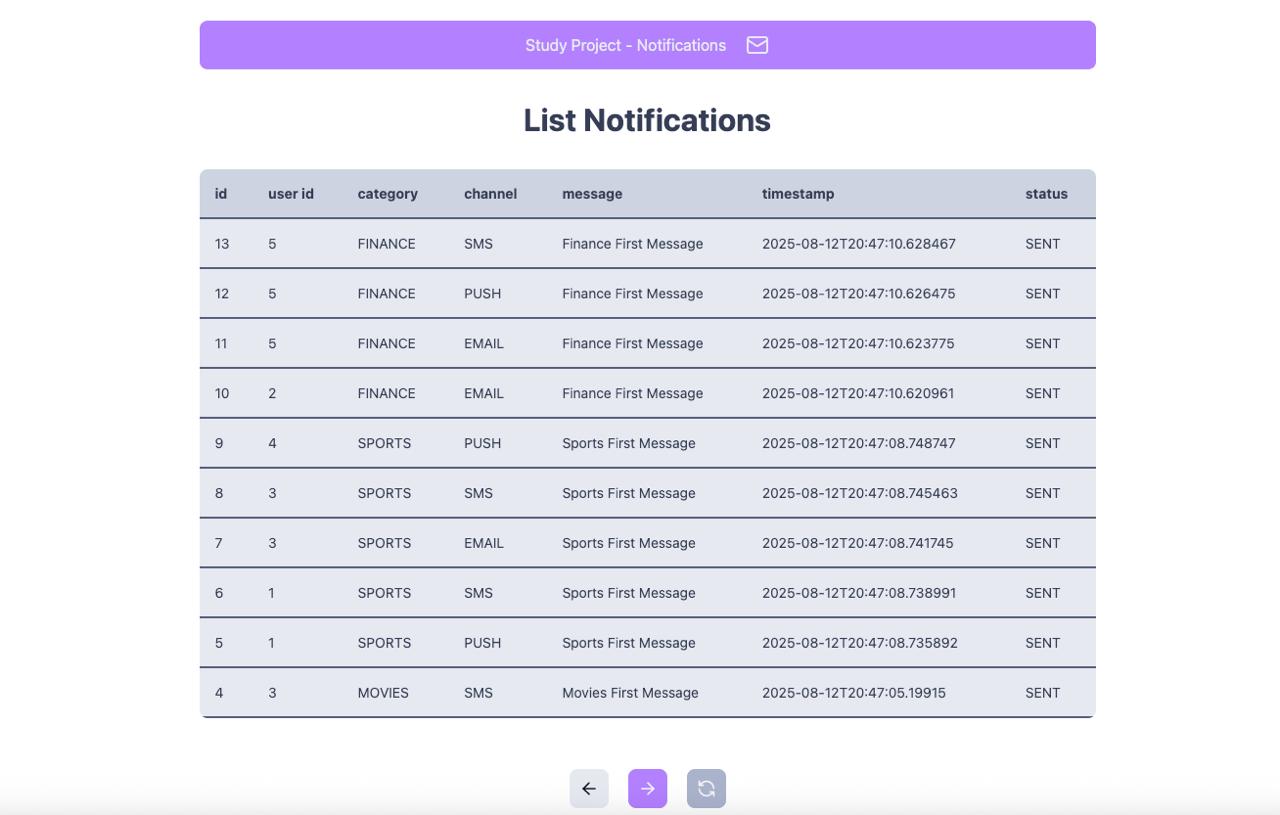 Study Project - Notifications
List Notifications
id user id category channel message timestamp status
13 5 FINANCE SMS Finance First Message 2025-08-12T20:47:10.628467 SENT
12 5 FINANCE PUSH Finance First Message 2025-08-12T20:47:10.626475 SENT
11 5 FINANCE EMAIL Finance First Message 2025-08-12T20:47:10.623775 SENT
10 2 FINANCE EMAIL Finance First Message 2025-08-12T20:47:10.620961 SENT
9 4 SPORTS PUSH Sports First Message 2025-08-12T20:47:08.748747 SENT
8 3 SPORTS SMS Sports First Message 2025-08-12T20:47:08.745463 SENT
7 3 SPORTS EMAIL Sports First Message 2025-08-12T20:47:08.741745 SENT
6 1 SPORTS SMS Sports First Message 2025-08-12T20:47:08.738991 SENT
5 1 SPORTS PUSH Sports First Message 2025-08-12T20:47:08.735892 SENT
4 3 MOVIES SMS Movies First Message 2025-08-12T20:47:05.19915 SENT